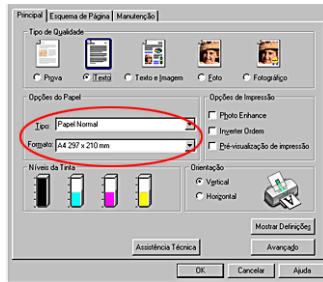 Principal Esquema de Página Manutenção
Tipo de Qualidade
Prova Texto Texto e Imagem Foto Fotográfico
Opções do Papel
Tipo: Papel Normal
Formato: A4 297 x 210 mm
Opções de Impressão
Photo Enhance
Inverter Ordem
Pré-visualização de impressão
Níveis da Tinta
Orientação
Vertical
Horizontal
Mostrar Definições
Assistência Técnica Avançado
OK Cancelar Ajuda